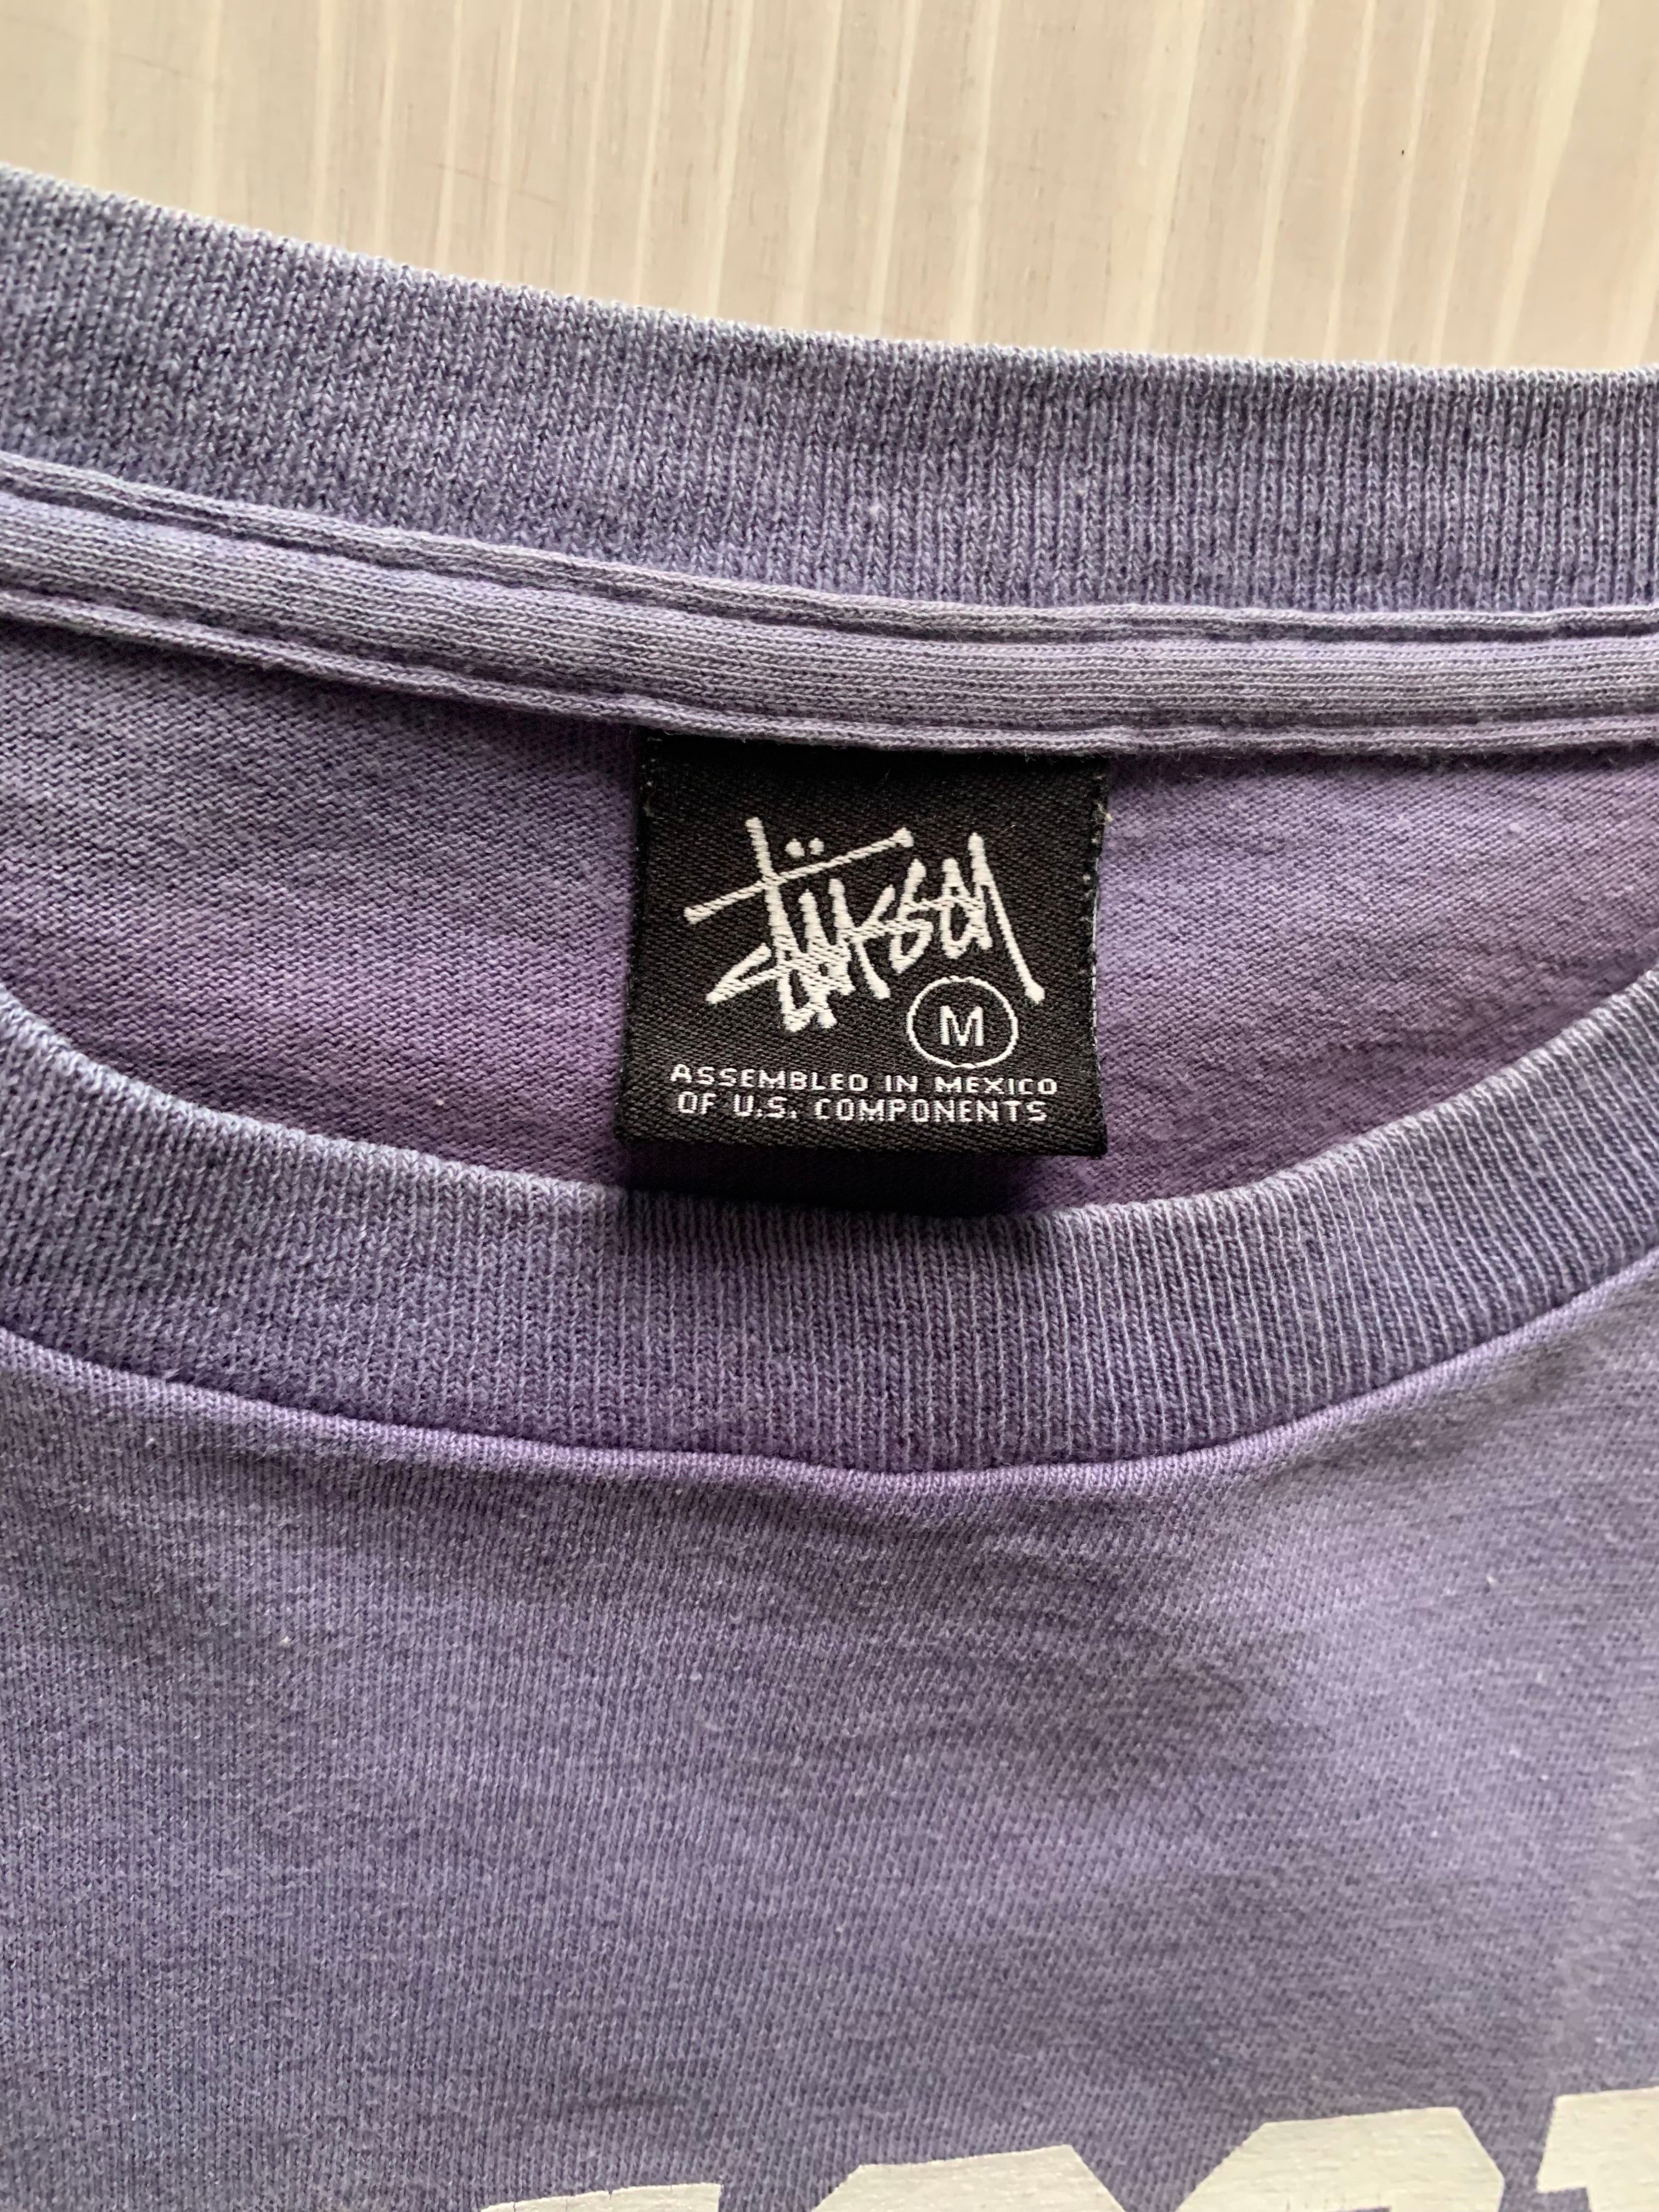 Stüssy
M
ASSEMBLED IN MEXICO
OF U.S. COMPONENTS